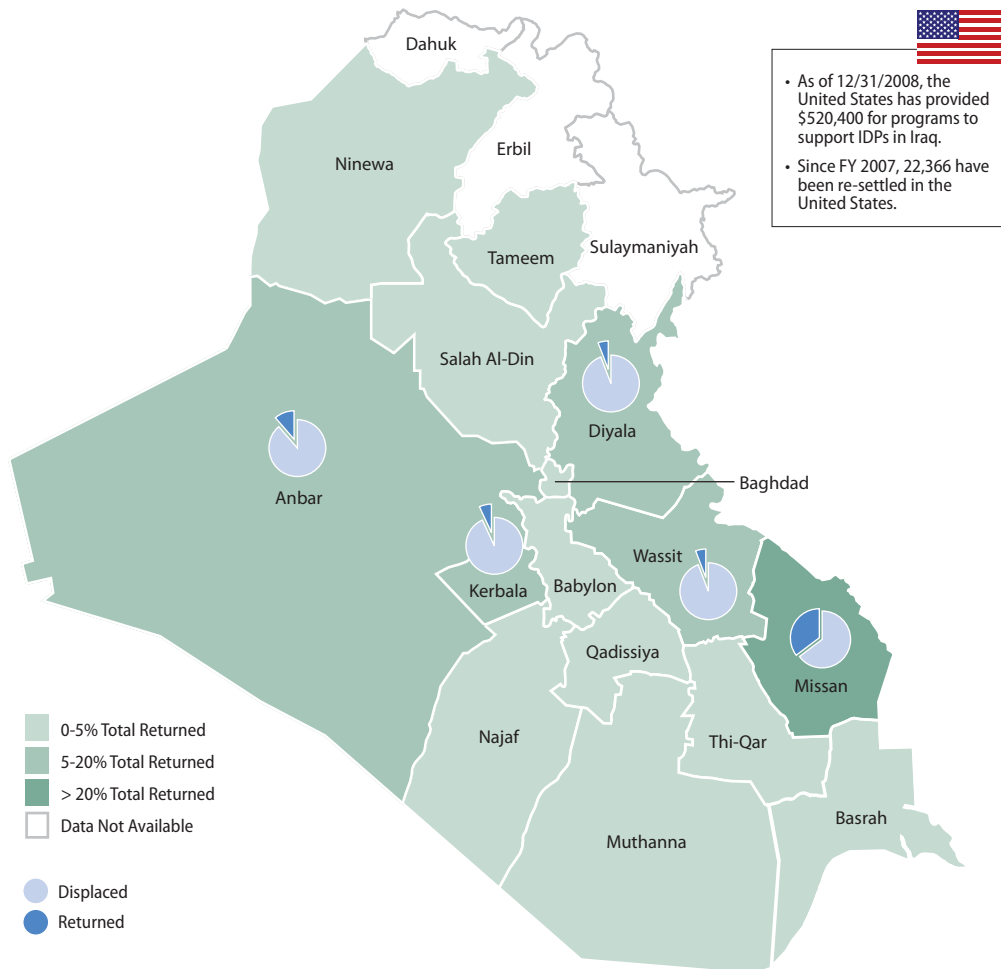 Dahuk
• As of 12/31/2008, the
United States has provided
$520,400 for programs to
support IDPs in Iraq.
• Since FY 2007, 22,366 have
been re-settled in the
United States.
Erbil
Ninewa
Sulaymaniyah
Tameem
Salah Al-Din
Diyala
Baghdad
Anbar
Wassit
Kerbala
Babylon
Qadissiya
Missan
Najaf
Thi-Qar
Basrah
Muthanna
0-5% Total Returned
5-20% Total Returned
> 20% Total Returned
Data Not Available
Displaced
Returned